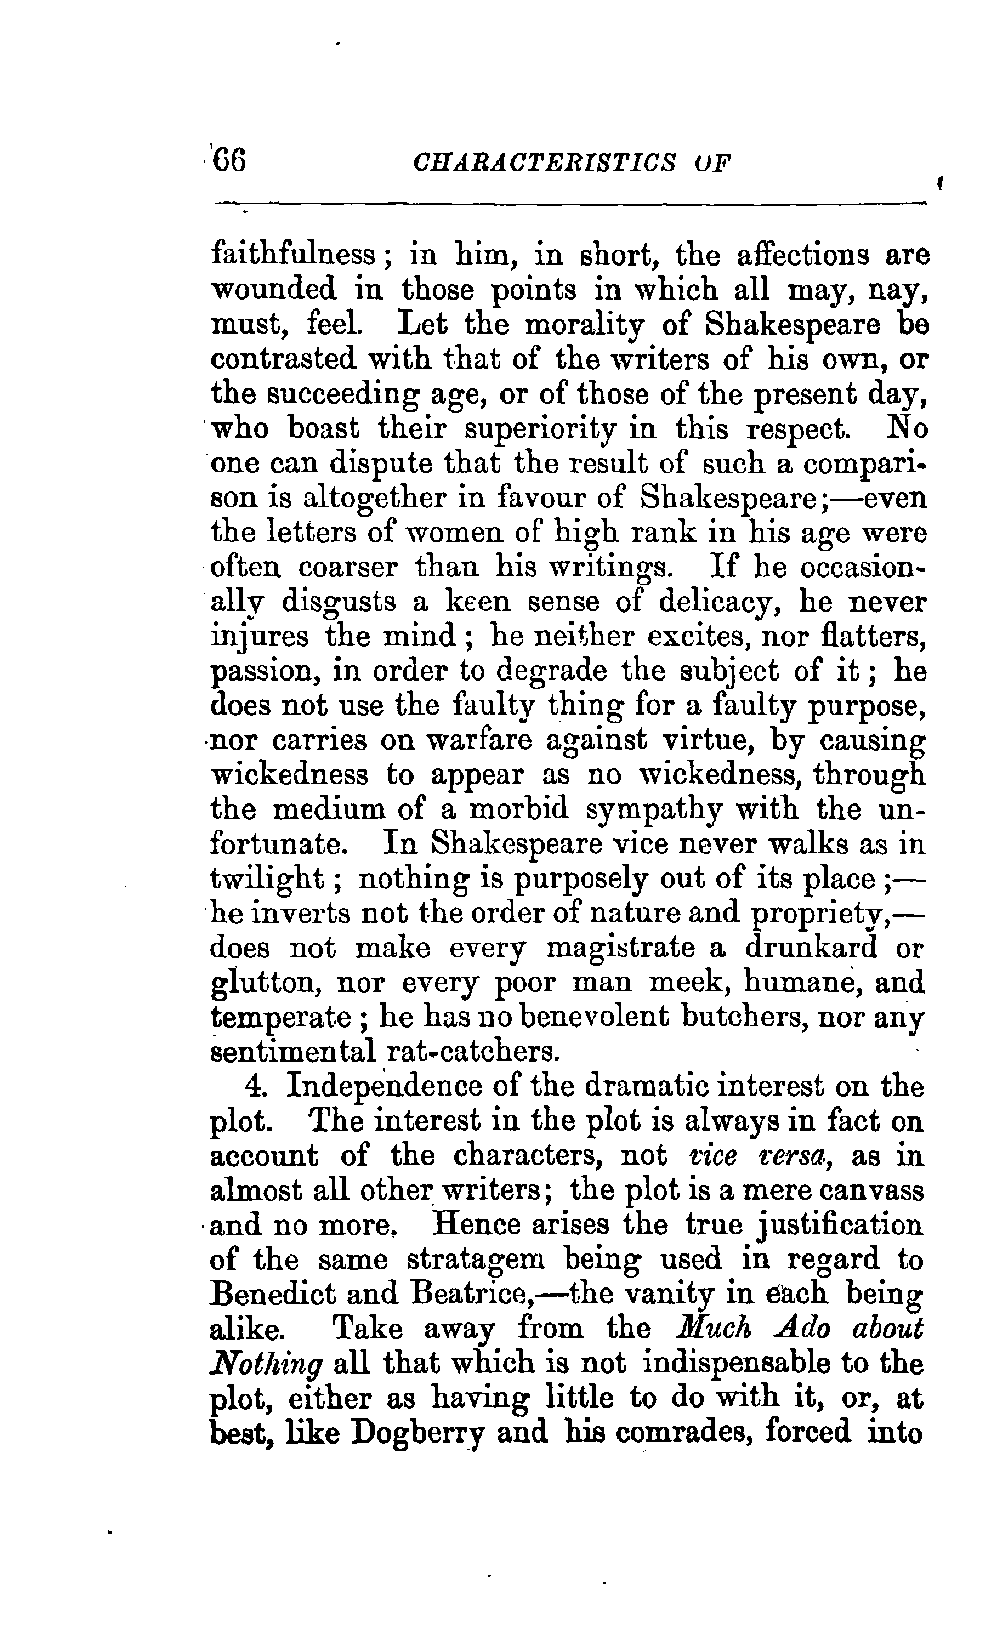 66 CHARACTERISTICS OF
faithfulness; in him, in short, the affections are
wounded in those points in which all may, nay,
must, feel. Let the morality of Shakespeare be
contrasted with that of the writers of his own, or
the succeeding age, or of those of the present day,
who boast their superiority in this respect. No
one can dispute that the result of such a compari-
son is altogether in favour of Shakespeare;—even
the letters of women of high rank in his age were
often coarser than his writings. If he occasion-
ally disgusts a keen sense of delicacy, he never
injures the mind; he neither excites, nor flatters,
passion, in order to degrade the subject of it; he
does not use the faulty thing for a faulty purpose,
nor carries on warfare against virtue, by causing
wickedness to appear as no wickedness, through
the medium of a morbid sympathy with the un-
fortunate. In Shakespeare vice never walks as in
twilight; nothing is purposely out of its place;—
he inverts not the order of nature and propriety,—
does not make every magistrate a drunkard or
glutton, nor every poor man meek, humane, and
temperate; he has no benevolent butchers, nor any
sentimental rat-catchers.
4. Independence of the dramatic interest on the
plot. The interest in the plot is always in fact on
account of the characters, not vice versa, as in
almost all other writers; the plot is a mere canvass
and no more. Hence arises the true justification
of the same stratagem being used in regard to
Benedict and Beatrice,—the vanity in each being
alike. Take away from the Much Ado about
Nothing all that which is not indispensable to the
plot, either as having little to do with it, or, at
best, like Dogberry and his comrades, forced into